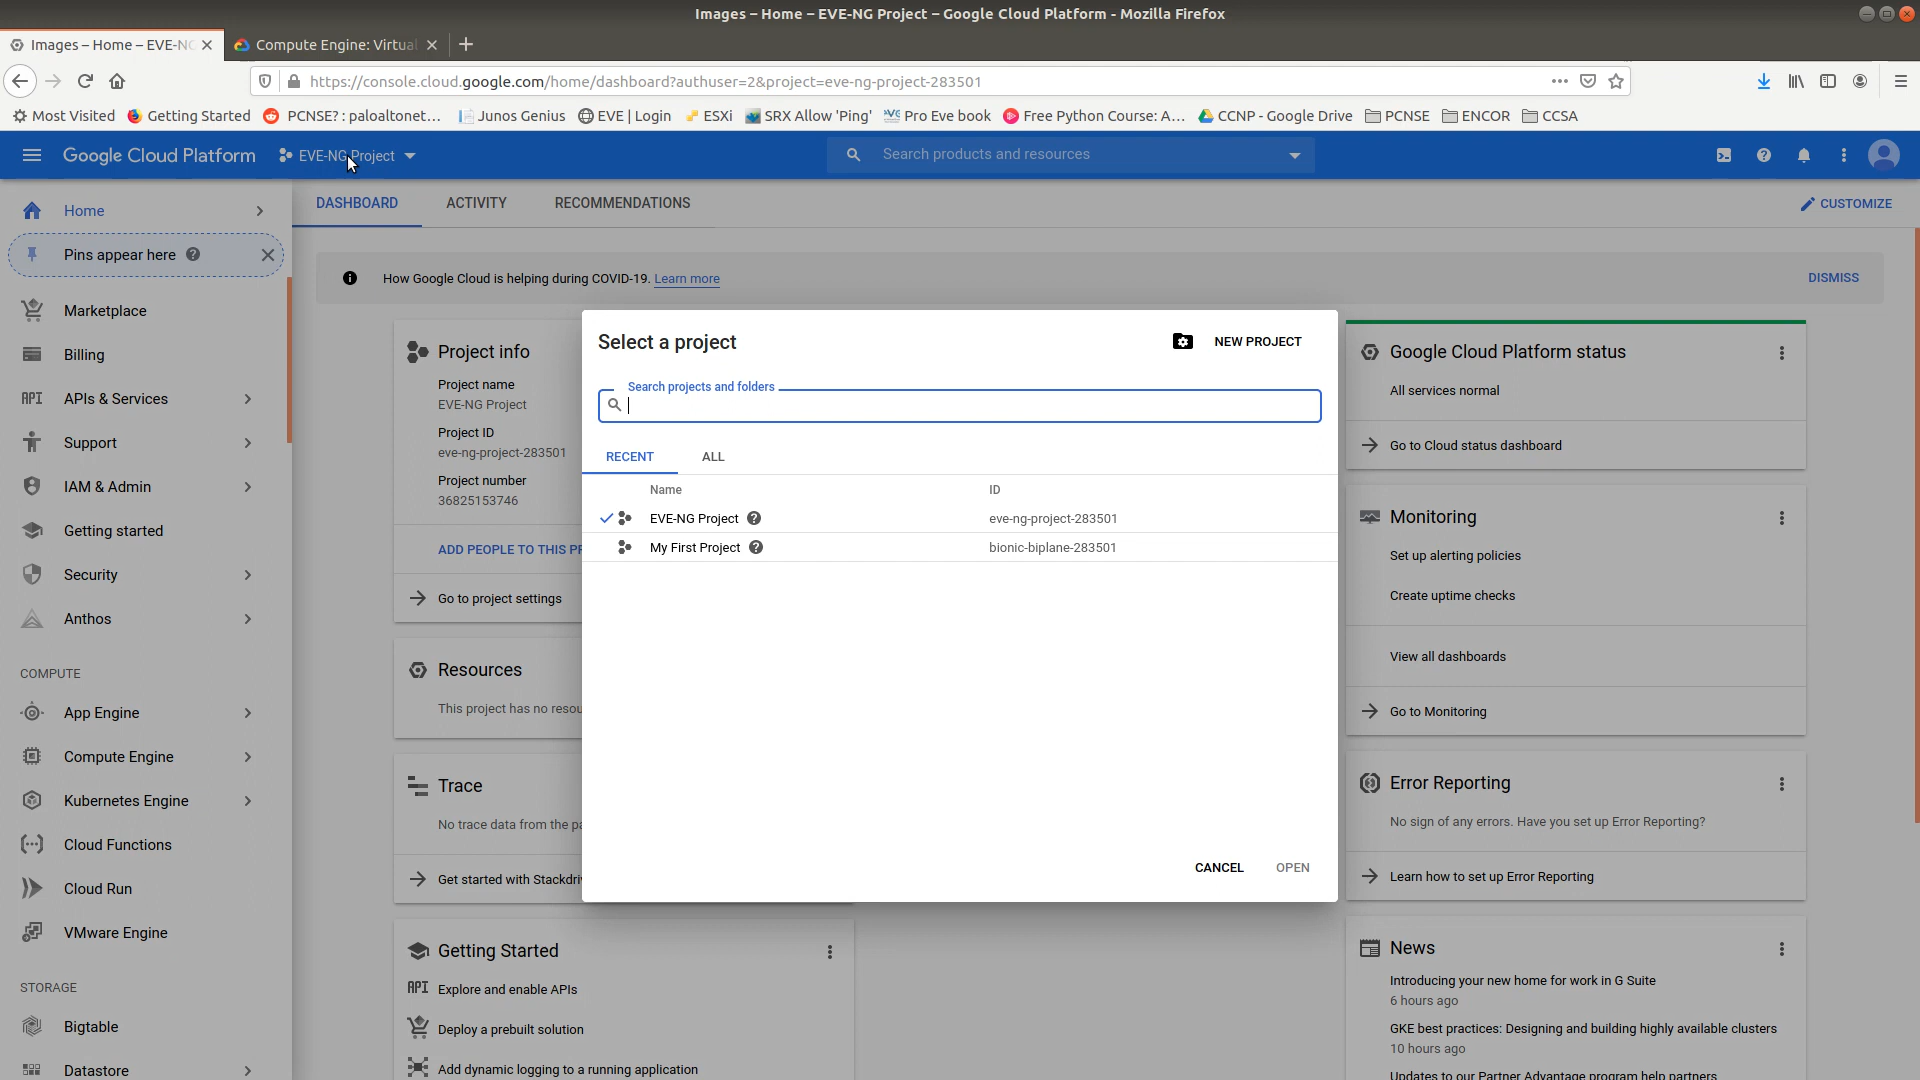 Images – Home – EVE-NG Project – Google Cloud Platform - Mozilla Firefox
Images – Home – EVE-NG
Compute Engine: Virtual
https://console.cloud.google.com/home/dashboard?authuser=2&project=eve-ng-project-283501
Most Visited
Getting Started
PCNSE? : paloaltonet…
Junos Genius
EVE | Login
ESXi
SRX Allow 'Ping'
Pro Eve book
Free Python Course: A…
CCNP - Google Drive
PCNSE
ENCOR
CCSA
Google Cloud Platform
EVE-NG Project
Search products and resources
Home
Pins appear here
Marketplace
Billing
API APIs & Services
Support
IAM & Admin
Getting started
Security
Anthos
COMPUTE
App Engine
Compute Engine
Kubernetes Engine
Cloud Functions
Cloud Run
VMware Engine
STORAGE
Bigtable
Datastore
DASHBOARD
ACTIVITY
RECOMMENDATIONS
CUSTOMIZE
How Google Cloud is helping during COVID-19. Learn more
DISMISS
Project info
Project name
EVE-NG Project
Project ID
eve-ng-project-283501
Project number
36825153746
ADD PEOPLE TO THIS PR
Go to project settings
Resources
This project has no resou
Trace
No trace data from the pa
Get started with Stackdriv
Getting Started
API Explore and enable APIs
Deploy a prebuilt solution
Add dynamic logging to a running application
Select a project
NEW PROJECT
Search projects and folders
RECENT
ALL
Name
ID
EVE-NG Project
eve-ng-project-283501
My First Project
bionic-biplane-283501
CANCEL
OPEN
Google Cloud Platform status
All services normal
Go to Cloud status dashboard
Monitoring
Set up alerting policies
Create uptime checks
View all dashboards
Go to Monitoring
Error Reporting
No sign of any errors. Have you set up Error Reporting?
Learn how to set up Error Reporting
News
Introducing your new home for work in G Suite
6 hours ago
GKE best practices: Designing and building highly available clusters
10 hours ago
Updates to our Partner Advantage program help partners